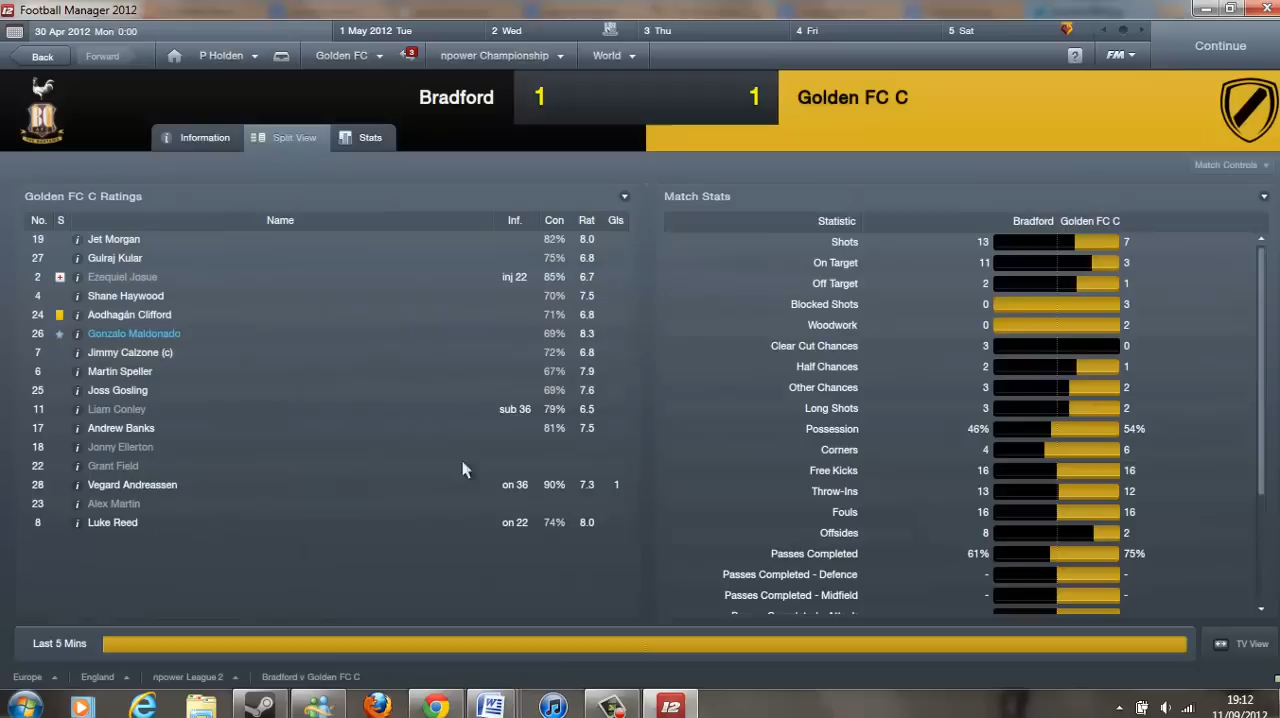 12 Football Manager 2012
30 Apr 2012 Mon 0:00 1 May 2012 Tue 2 Wed 3 Thu 4 Fri 5 Sat
Back Forward P Holden Golden FC 3 npower Championship World ? FM Continue
Bradford 1 1 Golden FC C
Information Split View Stats
Match Controls
Golden FC C Ratings Match Stats
No. S Name Inf. Con Rat Gls
19 i Jet Morgan 82% 8.0
27 i Gulraj Kular 75% 6.8
2 i Ezequiel Josue inj 22 85% 6.7
4 i Shane Haywood 70% 7.5
24 i Aodhagán Clifford 71% 6.8
26 i Gonzalo Maldonado 69% 8.3
7 i Jimmy Calzone (c) 72% 6.8
6 i Martin Speller 67% 7.9
25 i Joss Gosling 69% 7.6
11 i Liam Conley sub 36 79% 6.5
17 i Andrew Banks 81% 7.5
18 i Jonny Ellerton
22 i Grant Field
28 i Vegard Andreassen on 36 90% 7.3 1
23 i Alex Martin
8 i Luke Reed on 22 74% 8.0
Statistic Bradford Golden FC C
Shots 13 7
On Target 11 3
Off Target 2 1
Blocked Shots 0 3
Woodwork 0 2
Clear Cut Chances 3 0
Half Chances 2 1
Other Chances 3 2
Long Shots 3 2
Possession 46% 54%
Corners 4 6
Free Kicks 16 16
Throw-Ins 13 12
Fouls 16 16
Offsides 8 2
Passes Completed 61% 75%
Passes Completed - Defence - -
Passes Completed - Midfield - -
Last 5 Mins TV View
Europe England npower League 2 Bradford v Golden FC C
12
19:12
11/09/2012